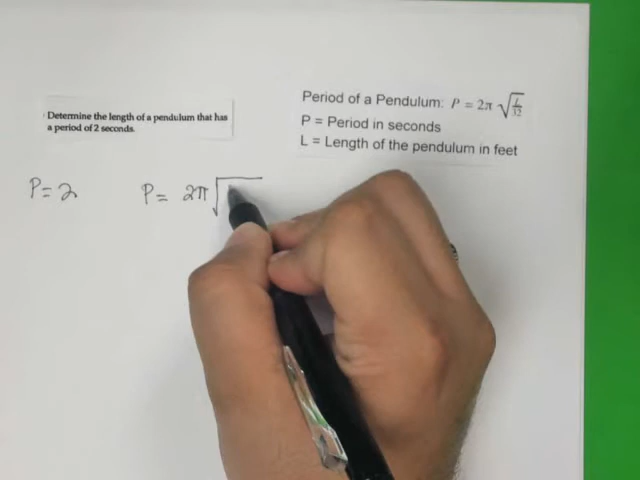 Determine the length of a pendulum that has
a period of 2 seconds.
Period of a Pendulum: P = 2π √(L/32)
P = Period in seconds
L = Length of the pendulum in feet
P = 2
P = 2π √